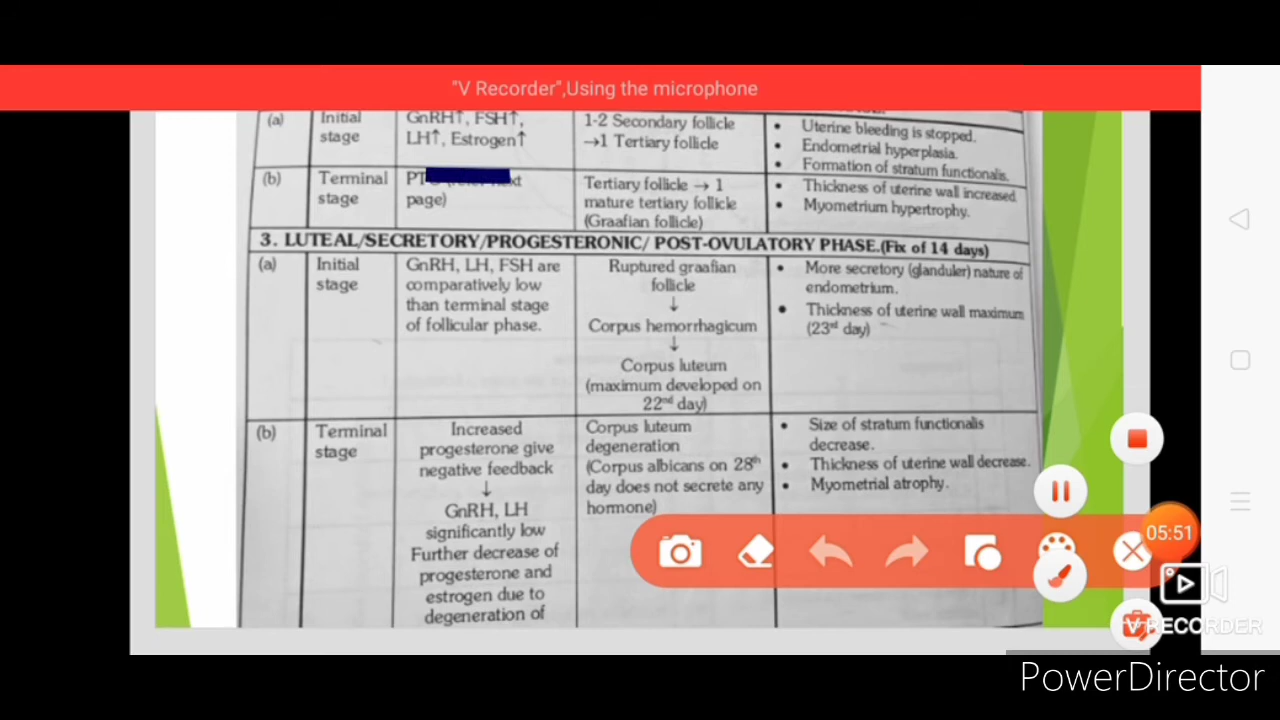 "V Recorder",Using the microphone
(a) Initial stage
GnRH↑, FSH↑,
LH↑, Estrogen↑
1-2 Secondary follicle
→1 Tertiary follicle
• Uterine bleeding is stopped.
• Endometrial hyperplasia.
• Formation of stratum functionalis.
(b) Terminal stage
PT
page)
Tertiary follicle → 1
mature tertiary follicle
(Graafian follicle)
• Thickness of uterine wall increased
• Myometrium hypertrophy.
3. LUTEAL/SECRETORY/PROGESTERONIC/ POST-OVULATORY PHASE.(Fix of 14 days)
(a) Initial stage
GnRH, LH, FSH are
comparatively low
than terminal stage
of follicular phase.
Ruptured graafian
follicle
↓
Corpus hemorrhagicum
↓
Corpus luteum
(maximum developed on
22nd day)
• More secretory (glanduler) nature of
endometrium.
• Thickness of uterine wall maximum
(23rd day)
(b) Terminal stage
Increased
progesterone give
negative feedback
↓
GnRH, LH
significantly low
Further decrease of
progesterone and
estrogen due to
degeneration of
Corpus luteum
degeneration
(Corpus albicans on 28th
day does not secrete any
hormone)
• Size of stratum functionalis
decrease.
• Thickness of uterine wall decrease.
• Myometrial atrophy.
05:51
V RECORDER
PowerDirector